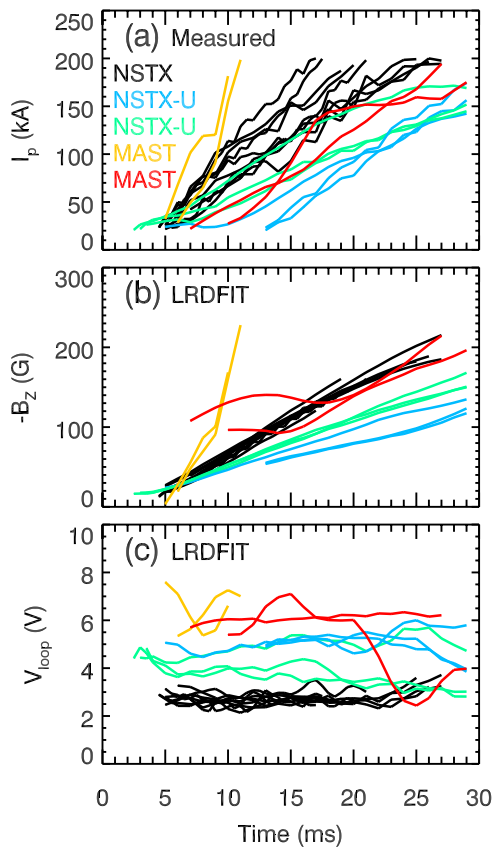 (a) Measured
NSTX
NSTX-U
NSTX-U
MAST
MAST
I_p (kA)
250
200
150
100
50
0
(b) LRDFIT
-B_Z (G)
300
200
100
0
(c) LRDFIT
V_loop (V)
10
8
6
4
2
0
0 5 10 15 20 25 30
Time (ms)